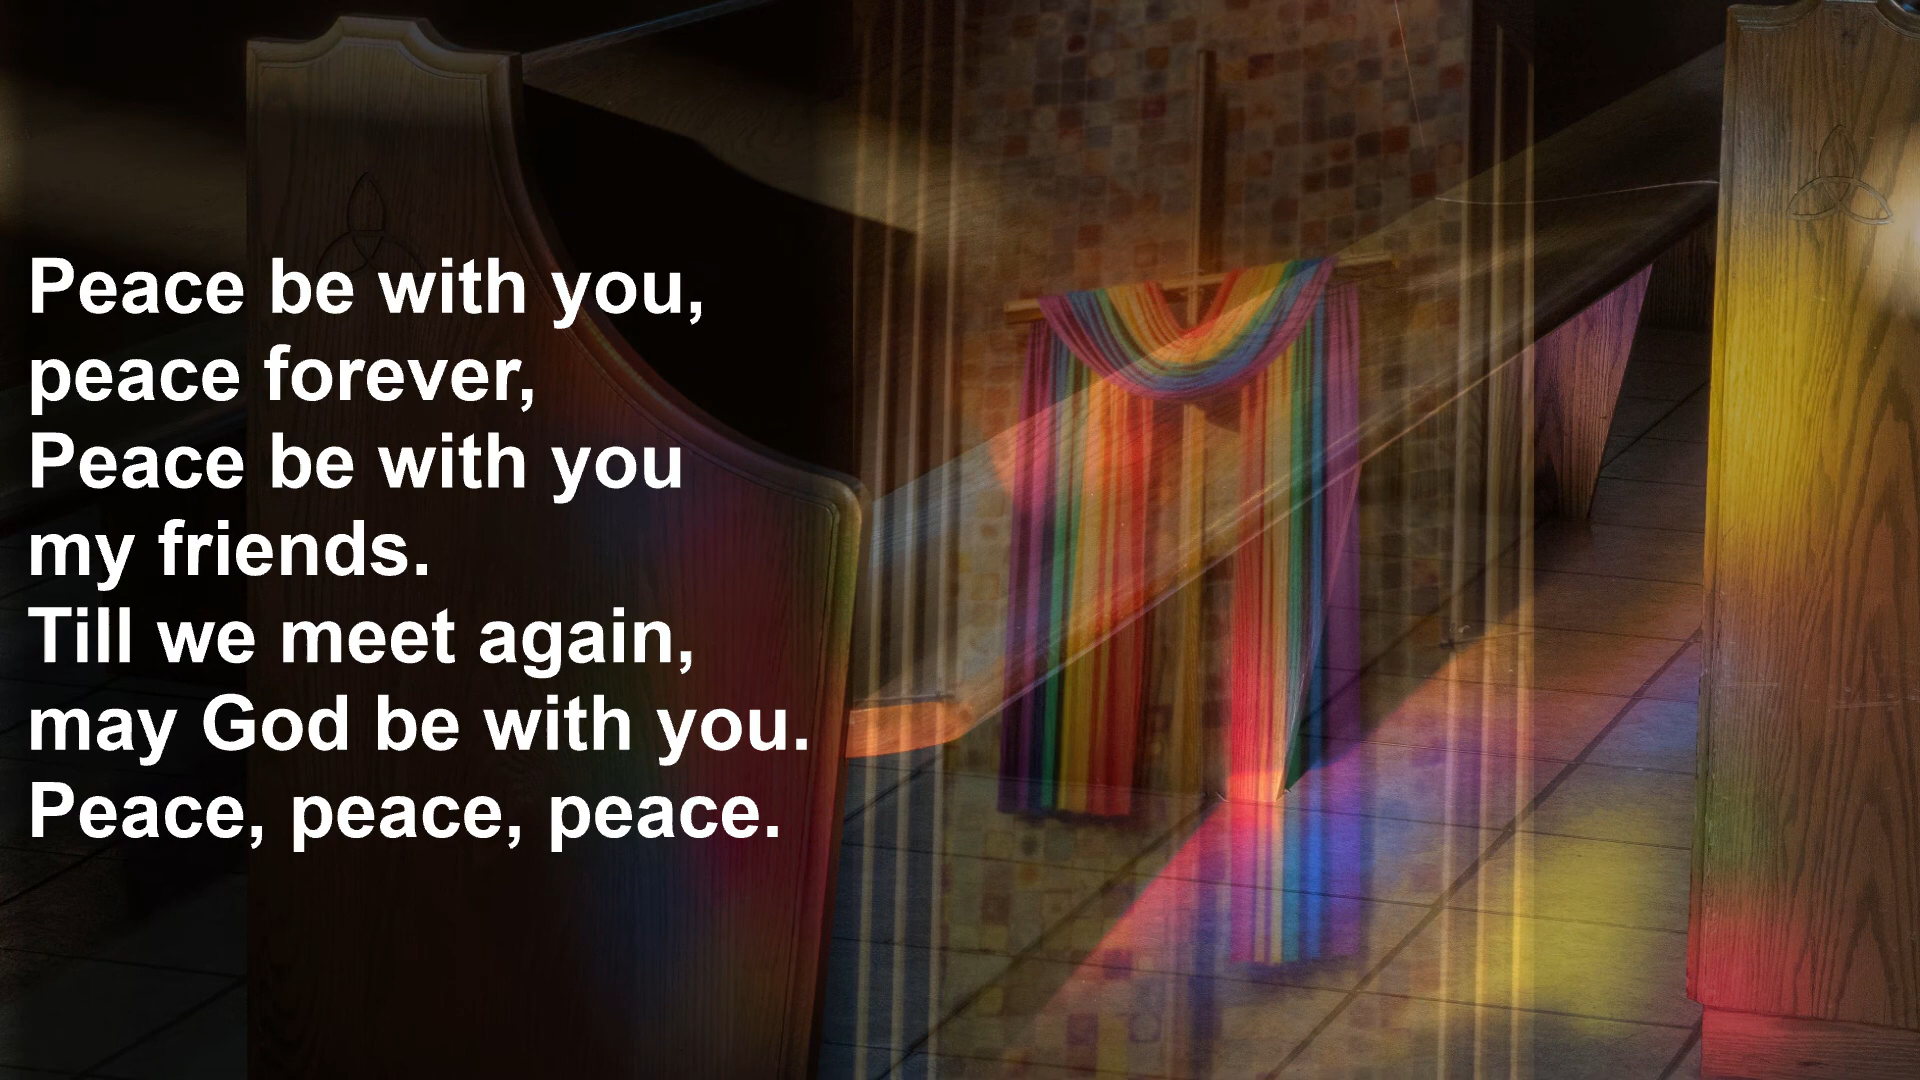 Peace be with you,
peace forever,
Peace be with you
my friends.
Till we meet again,
may God be with you.
Peace, peace, peace.